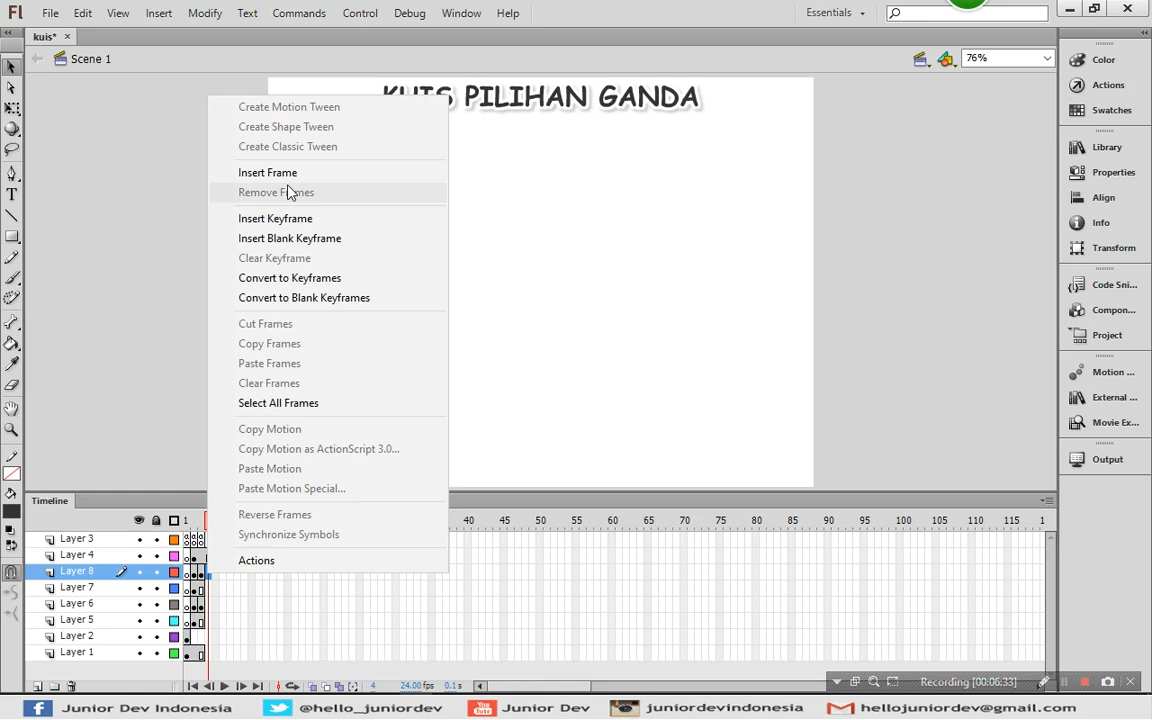 Fl File Edit View Insert Modify Text Commands Control Debug Window Help Essentials
kuis* ×
Scene 1 76%
KUIS PILIHAN GANDA
Create Motion Tween
Create Shape Tween
Create Classic Tween
Insert Frame
Remove Frames
Insert Keyframe
Insert Blank Keyframe
Clear Keyframe
Convert to Keyframes
Convert to Blank Keyframes
Cut Frames
Copy Frames
Paste Frames
Clear Frames
Select All Frames
Copy Motion
Copy Motion as ActionScript 3.0...
Paste Motion
Paste Motion Special...
Reverse Frames
Synchronize Symbols
Actions
Color
Actions
Swatches
Library
Properties
Align
Info
Transform
Code Sni...
Compon...
Project
Motion ...
External ...
Movie Ex...
Output
Timeline
1 40 45 50 55 60 65 70 75 80 85 90 95 100 105 110 115 1
Layer 3
Layer 4
Layer 8
Layer 7
Layer 6
Layer 5
Layer 2
Layer 1
4 24.00 fps 0.1 s
Recording [00:06:33]
Junior Dev Indonesia @hello_juniordev Junior Dev juniordevindonesia hellojuniordev@gmail.com